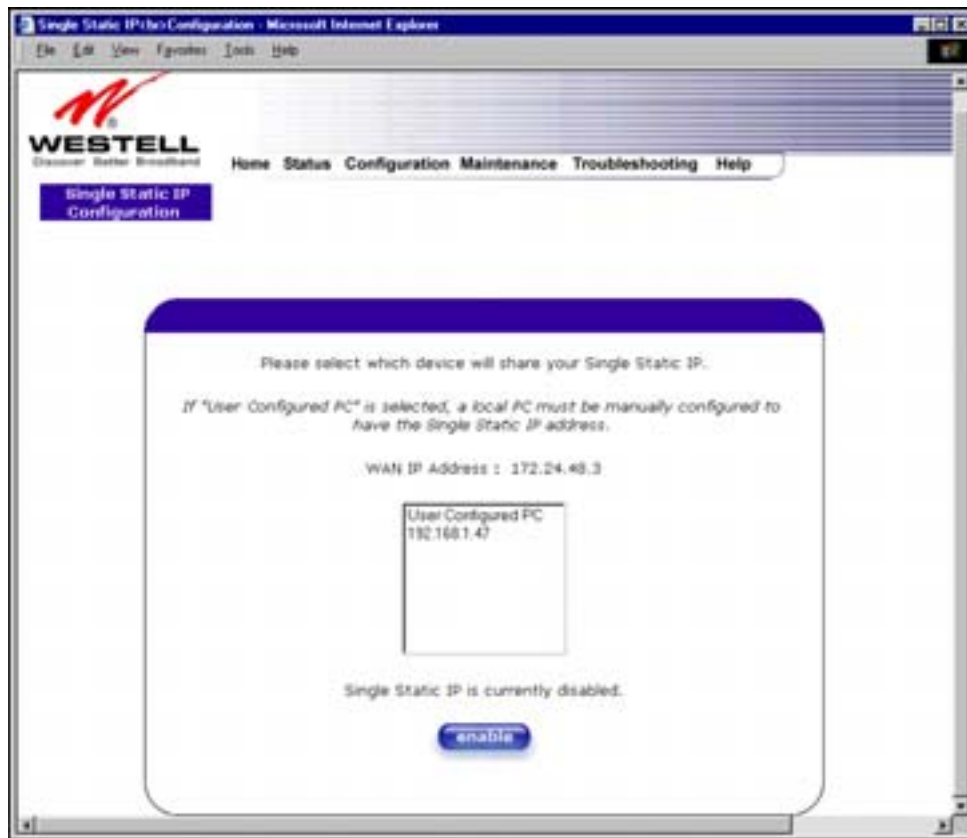 Single Static IP<br>Configuration - Microsoft Internet Explorer
File Edit View Favorites Tools Help
WESTELL
Discover Better Broadband
Home Status Configuration Maintenance Troubleshooting Help
Single Static IP
Configuration
Please select which device will share your Single Static IP.
If "User Configured PC" is selected, a local PC must be manually configured to
have the Single Static IP address.
WAN IP Address : 172.24.48.3
User Configured PC
192.168.1.47
Single Static IP is currently disabled.
enable